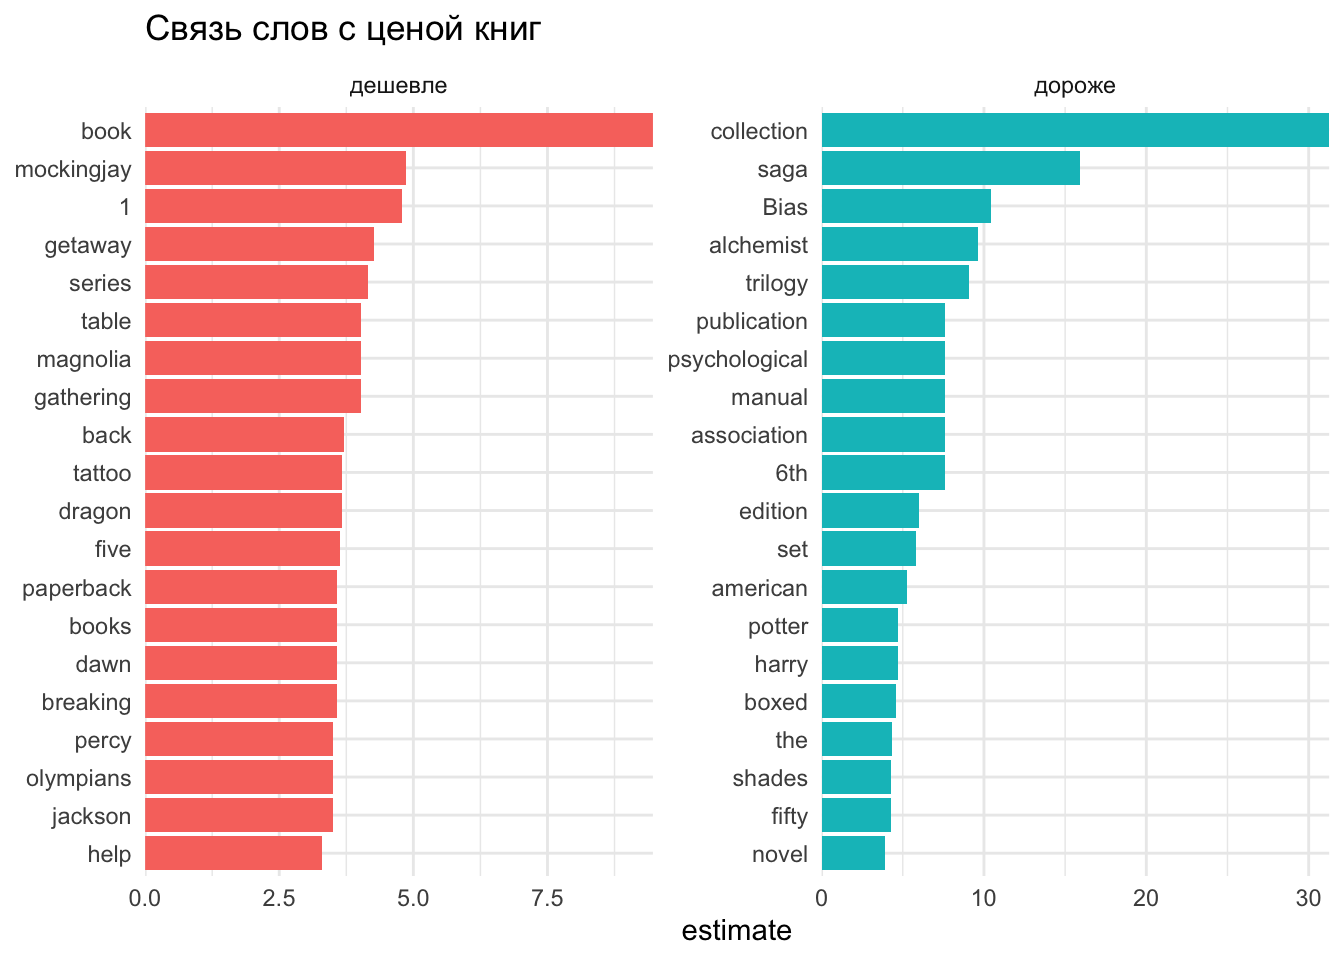 Связь слов с ценой книг
дешевле
book
mockingjay
1
getaway
series
table
magnolia
gathering
back
tattoo
dragon
five
paperback
books
dawn
breaking
percy
olympians
jackson
help
0.0 2.5 5.0 7.5
дороже
collection
saga
Bias
alchemist
trilogy
publication
psychological
manual
association
6th
edition
set
american
potter
harry
boxed
the
shades
fifty
novel
0 10 20 30
estimate